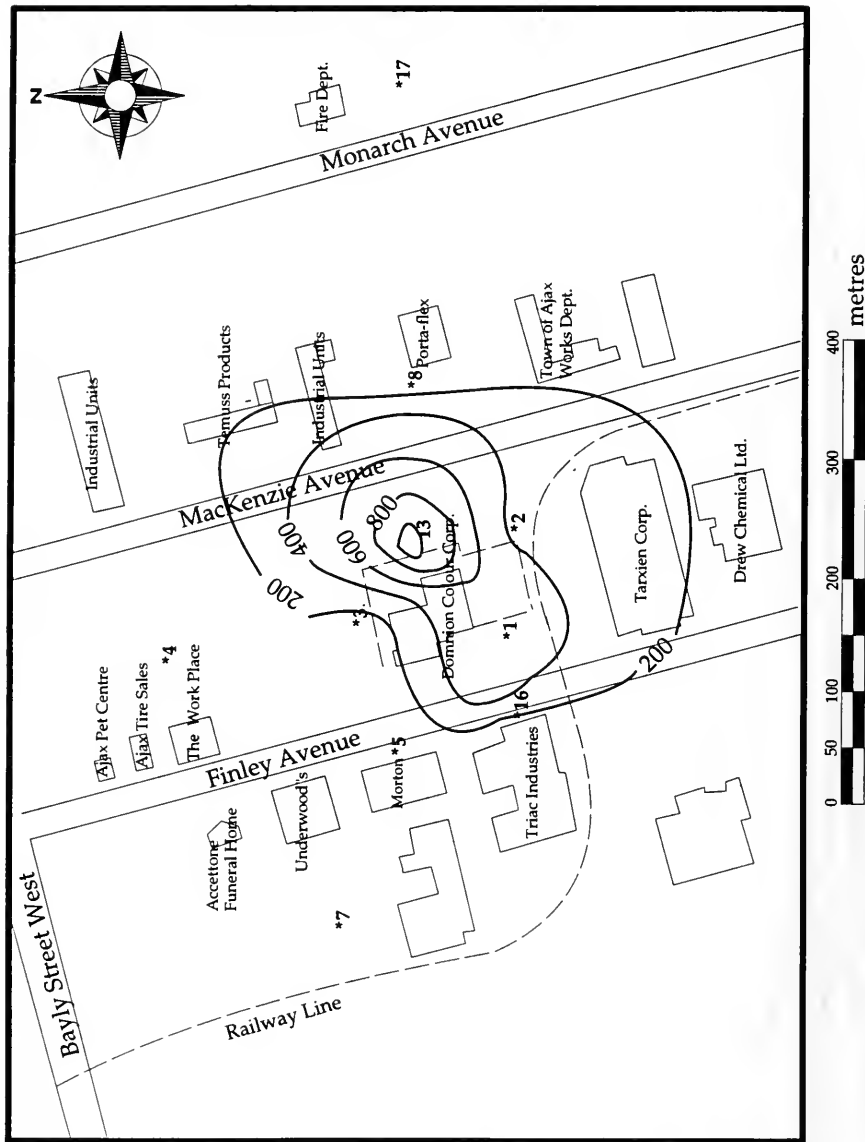 N
Fire Dept.
*17
Monarch Avenue
Industrial Units
Temuss Products
Industrial Units
Porta-flex
*8
Town of Ajax
Works Dept.
MacKenzie Avenue
400
600
800
200
13
*2
*3
Dominion Colour Corp.
*1
Tarxien Corp.
Drew Chemical Ltd.
200
Ajax Pet Centre
Ajax Tire Sales
*4
The Work Place
Finley Avenue
*16
*5
Morton
Underwood's
Accettone
Funeral Home
Triac Industries
*7
Bayly Street West
Railway Line
0
50
100
200
300
400
metres